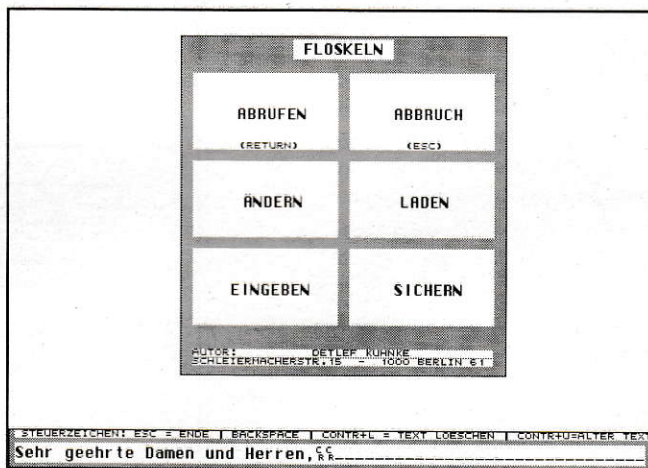 FLOSKELN
ABRUFEN ABBRUCH
(RETURN) (ESC)
ÄNDERN LADEN
EINGEBEN SICHERN
AUTOR: DETLEF KUHNKE
SCHLEIERMACHERSTR.15 - 1000 BERLIN 61
STEUERZEICHEN: ESC = ENDE | BACKSPACE | CONTR+L = TEXT LOESCHEN | CONTR+U=ALTER TEX
Sehr geehrte Damen und Herren,CRCR